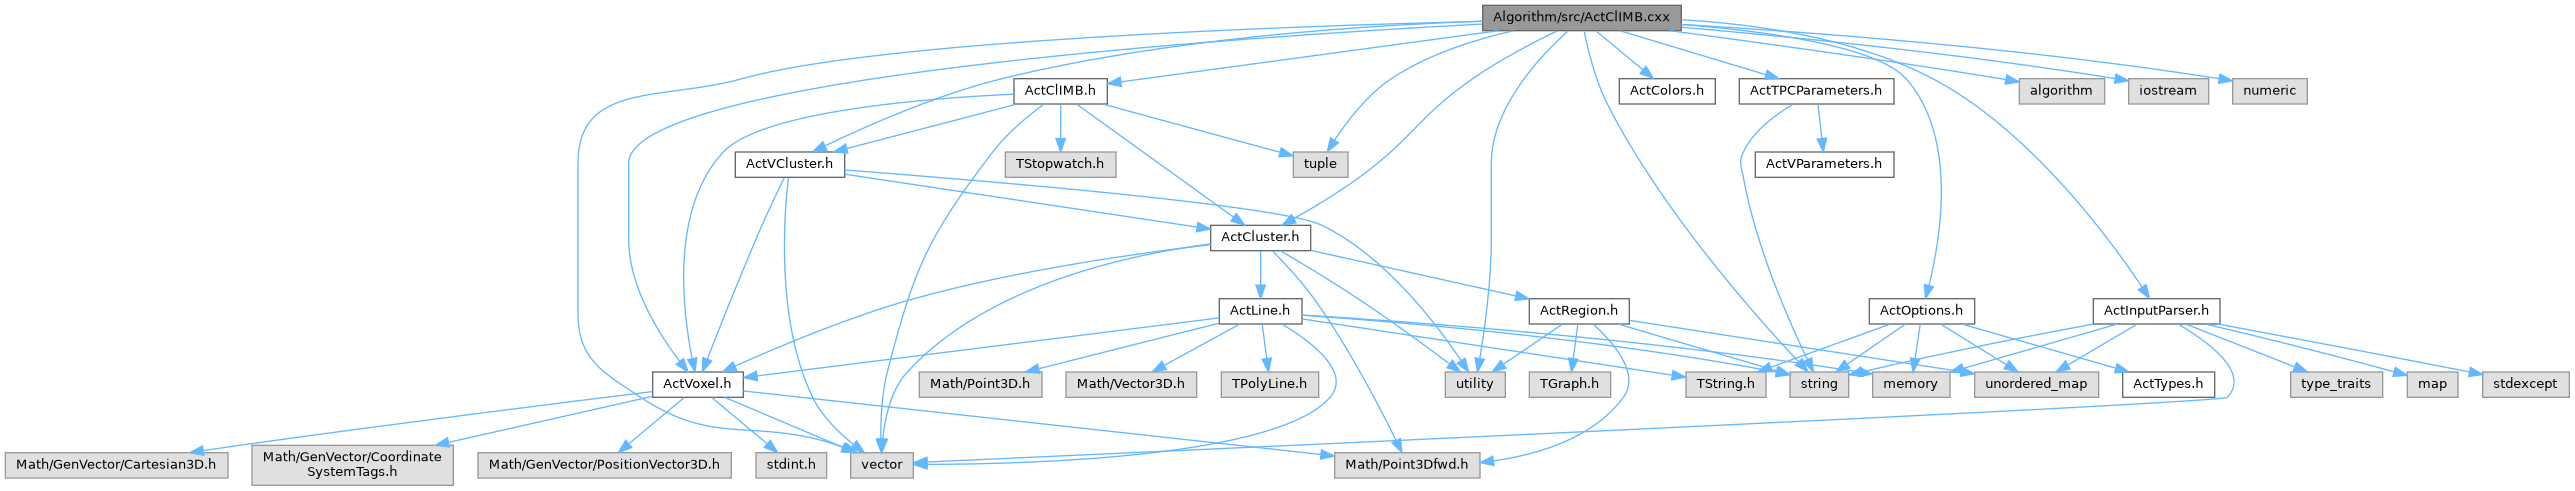 Algorithm/src/ActClIMB.cxx
ActClIMB.h
ActColors.h
ActTPCParameters.h
algorithm
iostream
numeric
ActVCluster.h
TStopwatch.h
tuple
ActVParameters.h
ActCluster.h
ActLine.h
ActRegion.h
ActOptions.h
ActInputParser.h
ActVoxel.h
Math/Point3D.h
Math/Vector3D.h
TPolyLine.h
utility
TGraph.h
TString.h
string
memory
unordered_map
ActTypes.h
type_traits
map
stdexcept
Math/GenVector/Cartesian3D.h
Math/GenVector/Coordinate
SystemTags.h
Math/GenVector/PositionVector3D.h
stdint.h
vector
Math/Point3Dfwd.h